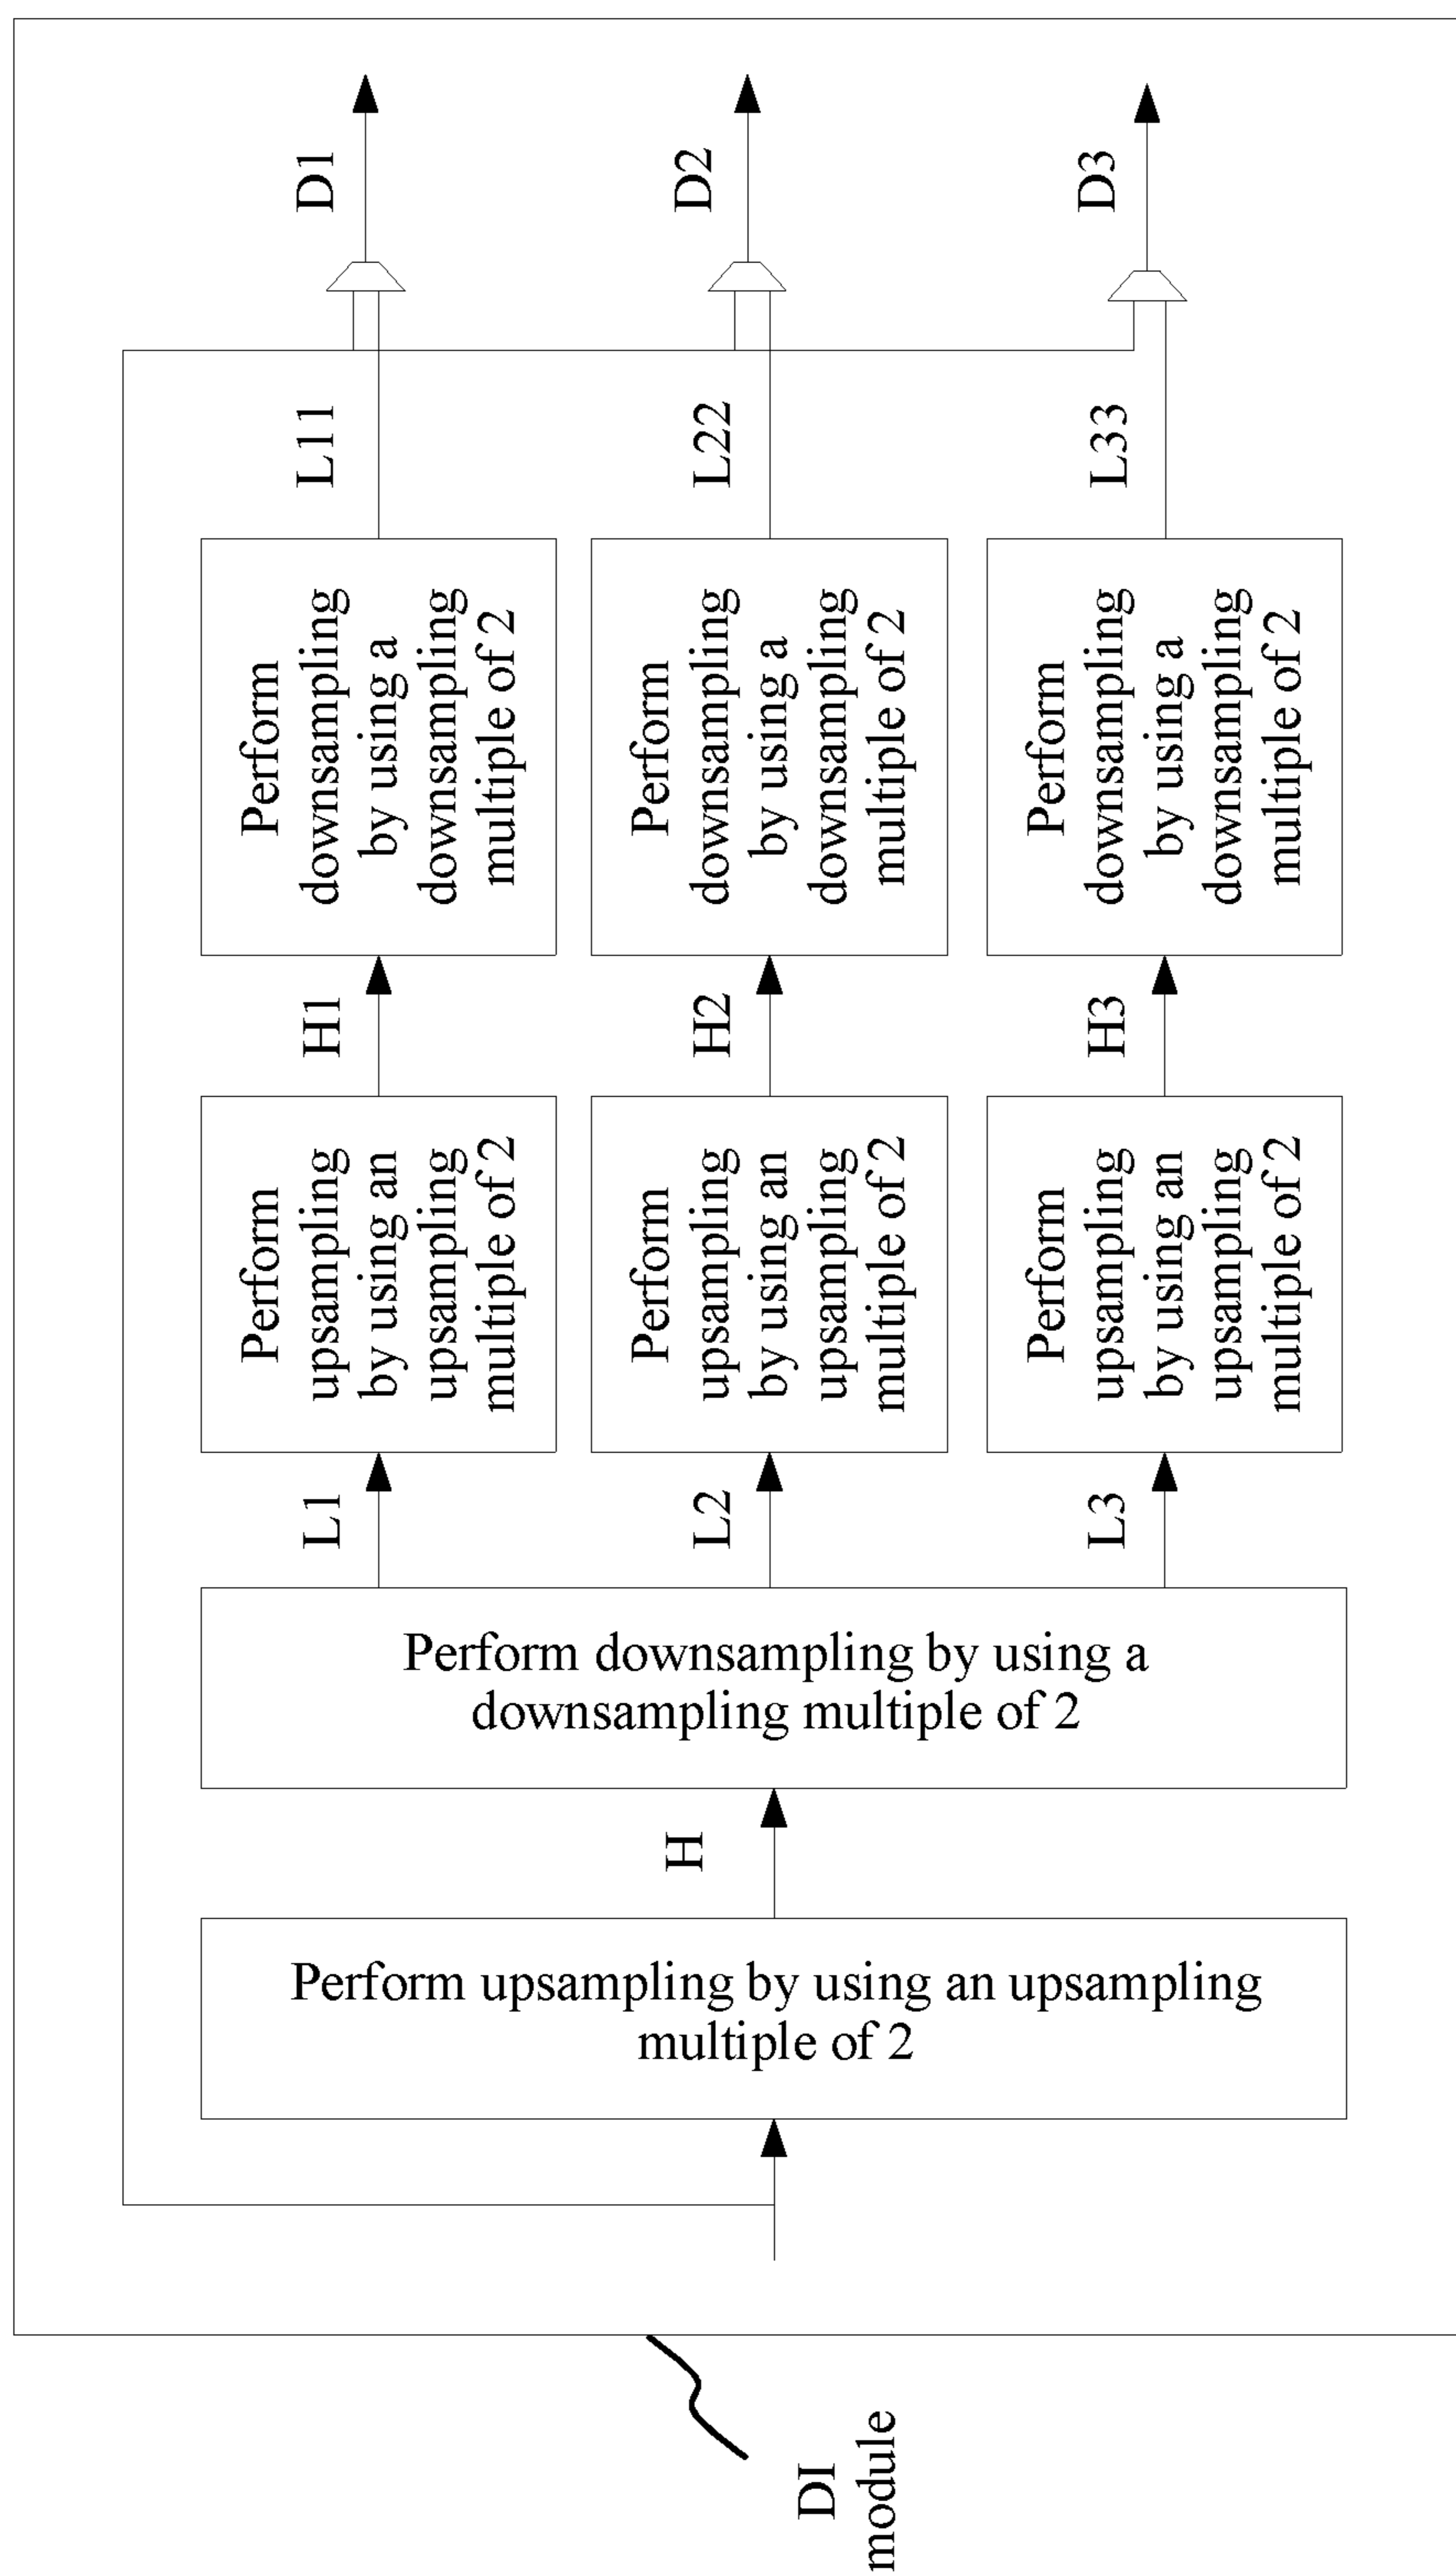 D1
D2
D3
L11
L22
L33
Perform
downsampling
by using a
downsampling
multiple of 2
Perform
downsampling
by using a
downsampling
multiple of 2
Perform
downsampling
by using a
downsampling
multiple of 2
H1
H2
H3
Perform
upsampling
by using an
upsampling
multiple of 2
Perform
upsampling
by using an
upsampling
multiple of 2
Perform
upsampling
by using an
upsampling
multiple of 2
L1
L2
L3
Perform downsampling by using a
downsampling multiple of 2
H
Perform upsampling by using an upsampling
multiple of 2
DI
module